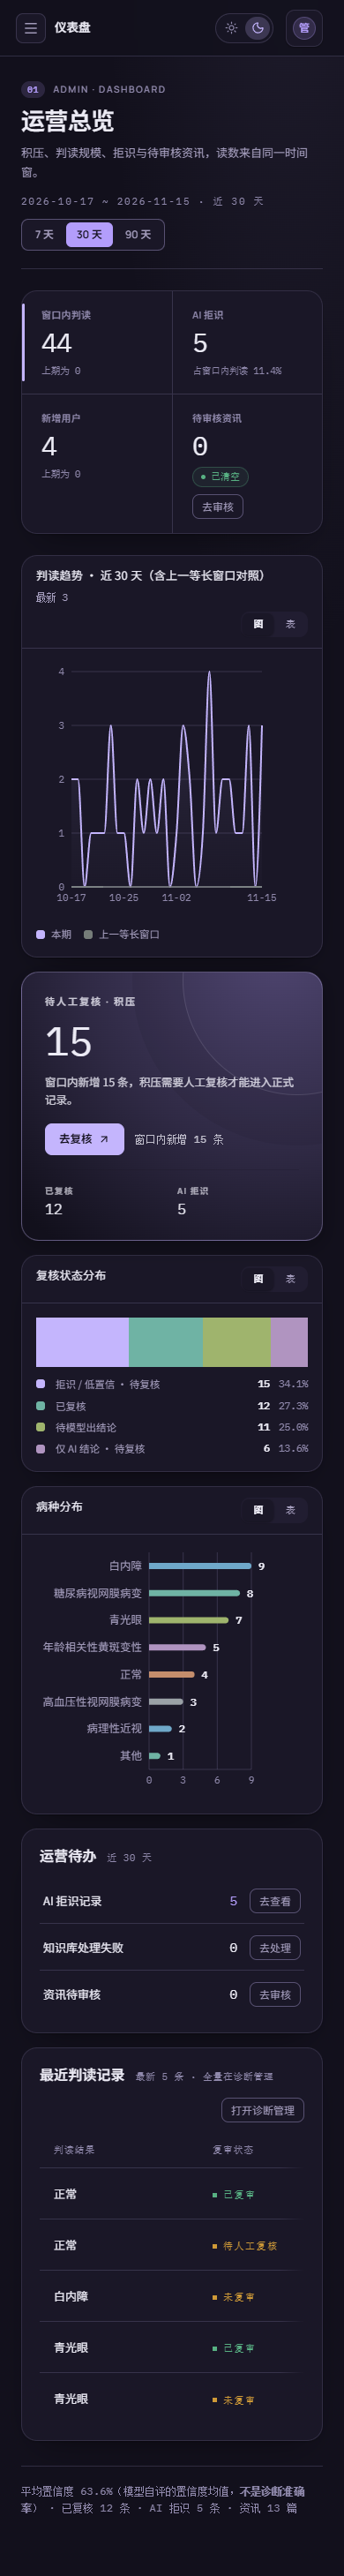 仪表盘
管
01 ADMIN · DASHBOARD
运营总览
积压、判读规模、拒识与待审核资讯，读数来自同一时间
窗。
2026-10-17 ~ 2026-11-15 · 近 30 天
7 天 30 天 90 天
窗口内判读
44
上期为 0
AI 拒识
5
占窗口内判读 11.4%
新增用户
4
上期为 0
待审核资讯
0
已清空
去审核
判读趋势 · 近 30 天（含上一等长窗口对照）
最新 3
图 表
4
3
2
1
0
10-17 10-25 11-02 11-15
本期 上一等长窗口
待人工复核 · 积压
15
窗口内新增 15 条，积压需要人工复核才能进入正式
记录。
去复核 窗口内新增 15 条
已复核 AI 拒识
12 5
复核状态分布 图 表
拒识 / 低置信 · 待复核 15 34.1%
已复核 12 27.3%
待模型出结论 11 25.0%
仅 AI 结论 · 待复核 6 13.6%
病种分布 图 表
白内障 9
糖尿病视网膜病变 8
青光眼 7
年龄相关性黄斑变性 5
正常 4
高血压性视网膜病变 3
病理性近视 2
其他 1
0 3 6 9
运营待办 近 30 天
AI 拒识记录 5 去查看
知识库处理失败 0 去处理
资讯待审核 0 去审核
最近判读记录 最新 5 条 · 全量在诊断管理
打开诊断管理
判读结果 复审状态
正常 已复审
正常 待人工复核
白内障 未复审
青光眼 已复审
青光眼 未复审
平均置信度 63.6%（模型自评的置信度均值，不是诊断准确
率） · 已复核 12 条 · AI 拒识 5 条 · 资讯 13 篇